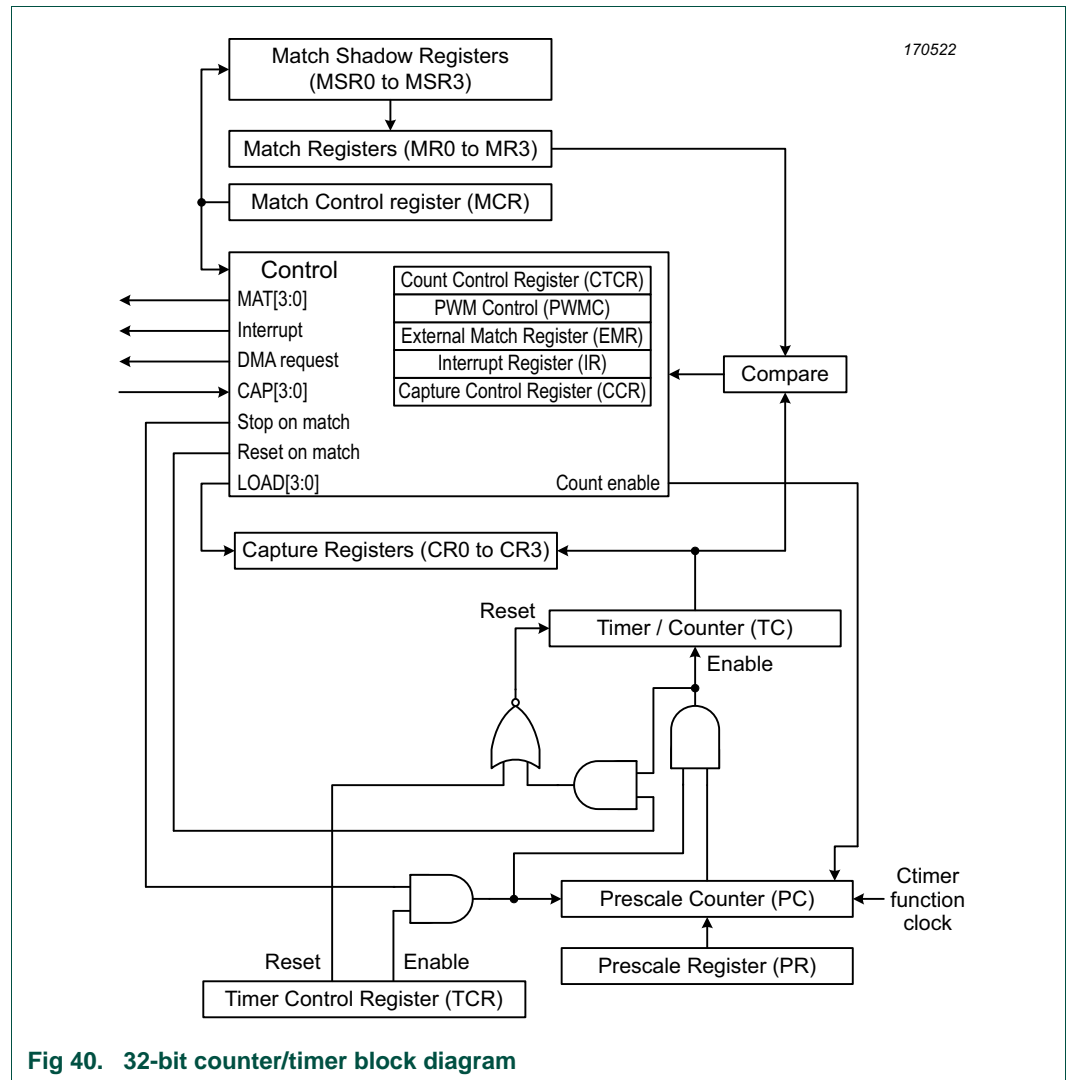 170522
Match Shadow Registers
(MSR0 to MSR3)
Match Registers (MR0 to MR3)
Match Control register (MCR)
Control
MAT[3:0]
Interrupt
DMA request
CAP[3:0]
Stop on match
Reset on match
LOAD[3:0]
Count Control Register (CTCR)
PWM Control (PWMC)
External Match Register (EMR)
Interrupt Register (IR)
Capture Control Register (CCR)
Count enable
Compare
Capture Registers (CR0 to CR3)
Reset
Timer / Counter (TC)
Enable
Prescale Counter (PC)
Ctimer
function
clock
Prescale Register (PR)
Reset
Enable
Timer Control Register (TCR)
Fig 40. 32-bit counter/timer block diagram